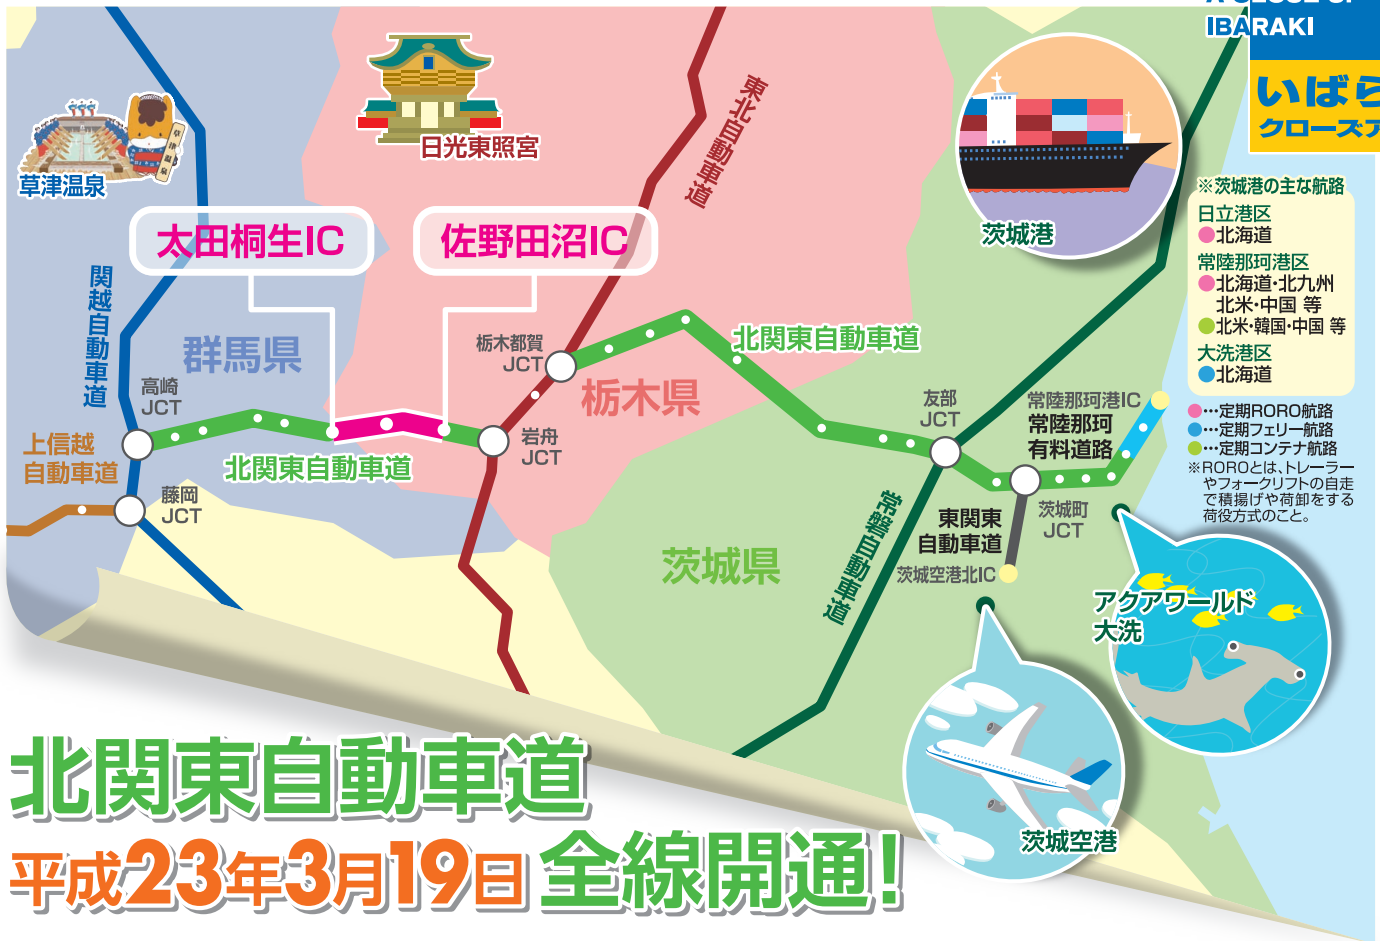 IBARAKI
いばら
クローズア
草津温泉
草津温泉
日光東照宮
東北自動車道
茨城港
太田桐生IC
佐野田沼IC
関越自動車道
群馬県
栃木都賀
JCT
北関東自動車道
栃木県
高崎
JCT
上信越
自動車道
北関東自動車道
岩舟
JCT
藤岡
JCT
友部
JCT
常陸那珂港IC
常陸那珂
有料道路
茨城町
JCT
東関東
自動車道
茨城空港北IC
常磐自動車道
茨城県
アクアワールド
大洗
茨城空港
※茨城港の主な航路
日立港区
●北海道
常陸那珂港区
●北海道・北九州
北米・中国 等
●北米・韓国・中国 等
大洗港区
●北海道
●…定期RORO航路
●…定期フェリー航路
●…定期コンテナ航路
※ROROとは、トレーラー
やフォークリフトの自走
で積揚げや荷卸をする
荷役方式のこと。
北関東自動車道
平成23年3月19日 全線開通!